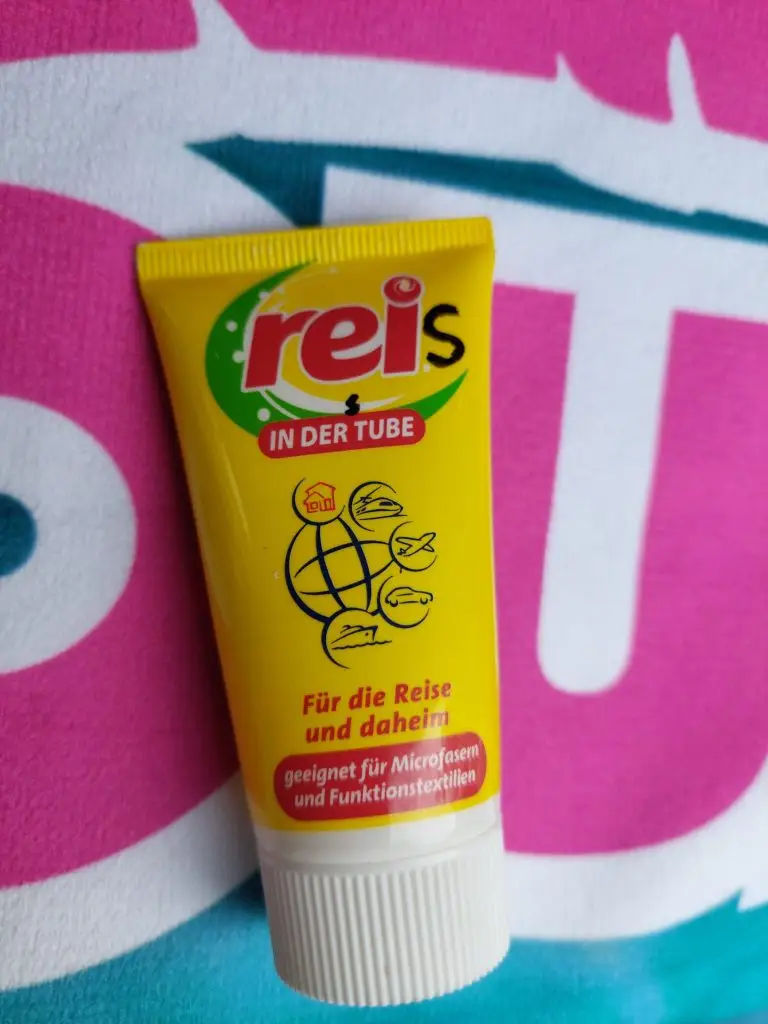 reis
s
IN DER TUBE
Für die Reise
und daheim
geeignet für Microfasern
und Funktionstextilien